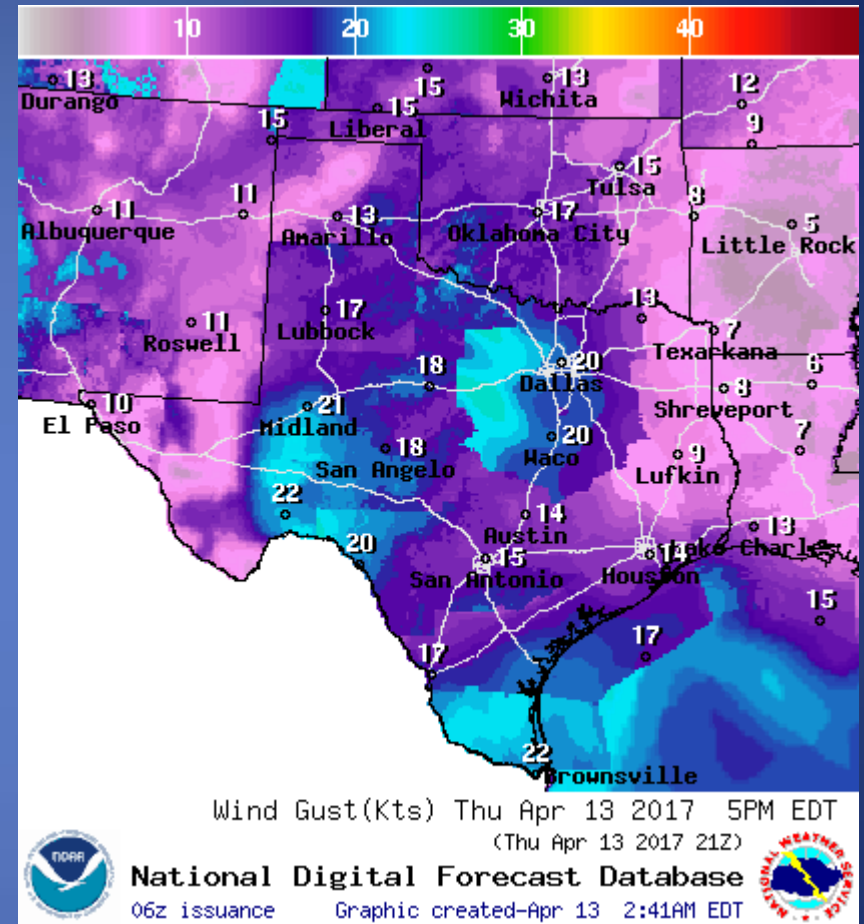 10 20 30 40
13
Durango
15
13
Wichita
12
15
Liberal
15
9
15
Tulsa
11
Albuquerque
11
13
Amarillo
17
Oklahoma City
8
5
Little Rock
11
Roswell
17
Lubbock
13
7
Texarkana
18
20
Dallas
8
Shreveport
6
10
El Paso
21
Midland
18
San Angelo
20
Waco
9
Lufkin
7
22
14
Austin
13
Lake Charles
20
15
San Antonio
14
Houston
15
17
17
22
Brownsville
Wind Gust(Kts) Thu Apr 13 2017 5PM EDT
(Thu Apr 13 2017 21Z)
National Digital Forecast Database
06z issuance Graphic created-Apr 13 2:41AM EDT
noaa
NATIONAL WEATHER SERVICE